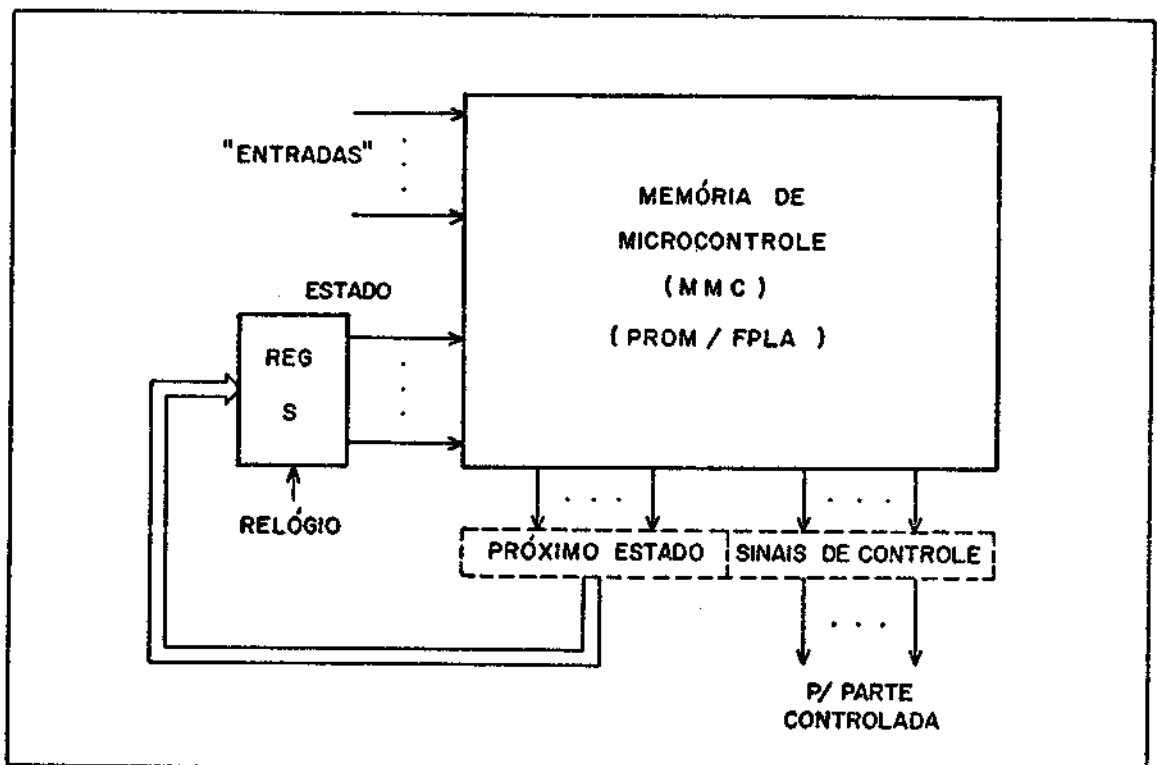 "ENTRADAS"
MEMÓRIA DE
MICROCONTROLE
(MMC)
(PROM / FPLA)
ESTADO
REG
S
RELÓGIO
PRÓXIMO ESTADO
SINAIS DE CONTROLE
P/ PARTE
CONTROLADA